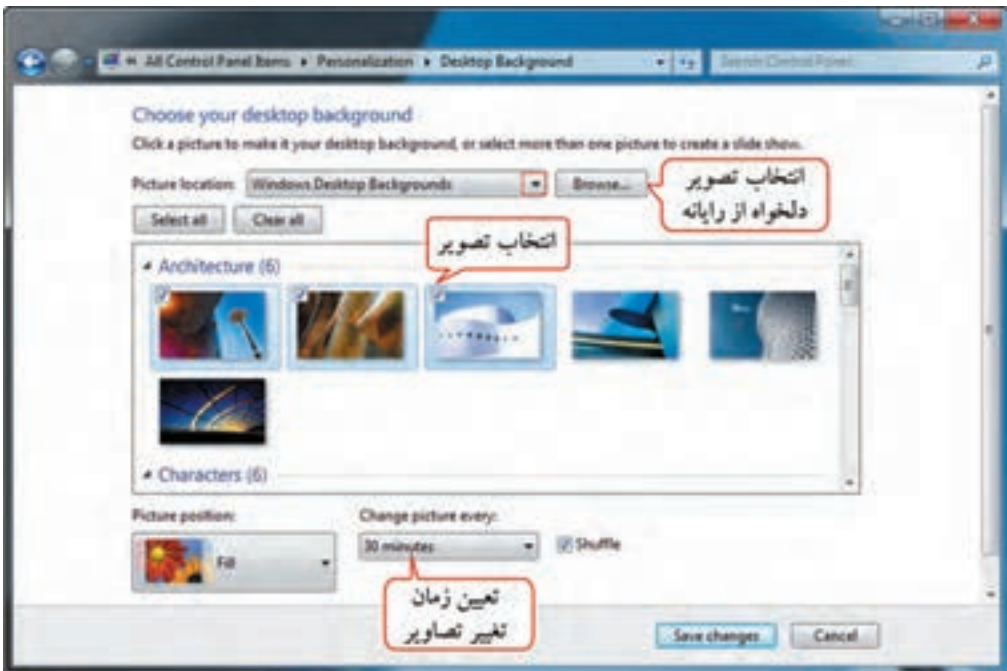 All Control Panel Items ▸ Personalization ▸ Desktop Background
Search Control Panel
Choose your desktop background
Click a picture to make it your desktop background, or select more than one picture to create a slide show.
Picture location: Windows Desktop Backgrounds Browse...
انتخاب تصویر
دلخواه از رایانه
Select all Clear all
انتخاب تصویر
Architecture (6)
Characters (6)
Picture position: Change picture every:
Fill 30 minutes Shuffle
تعیین زمان
تغییر تصاویر
Save changes Cancel